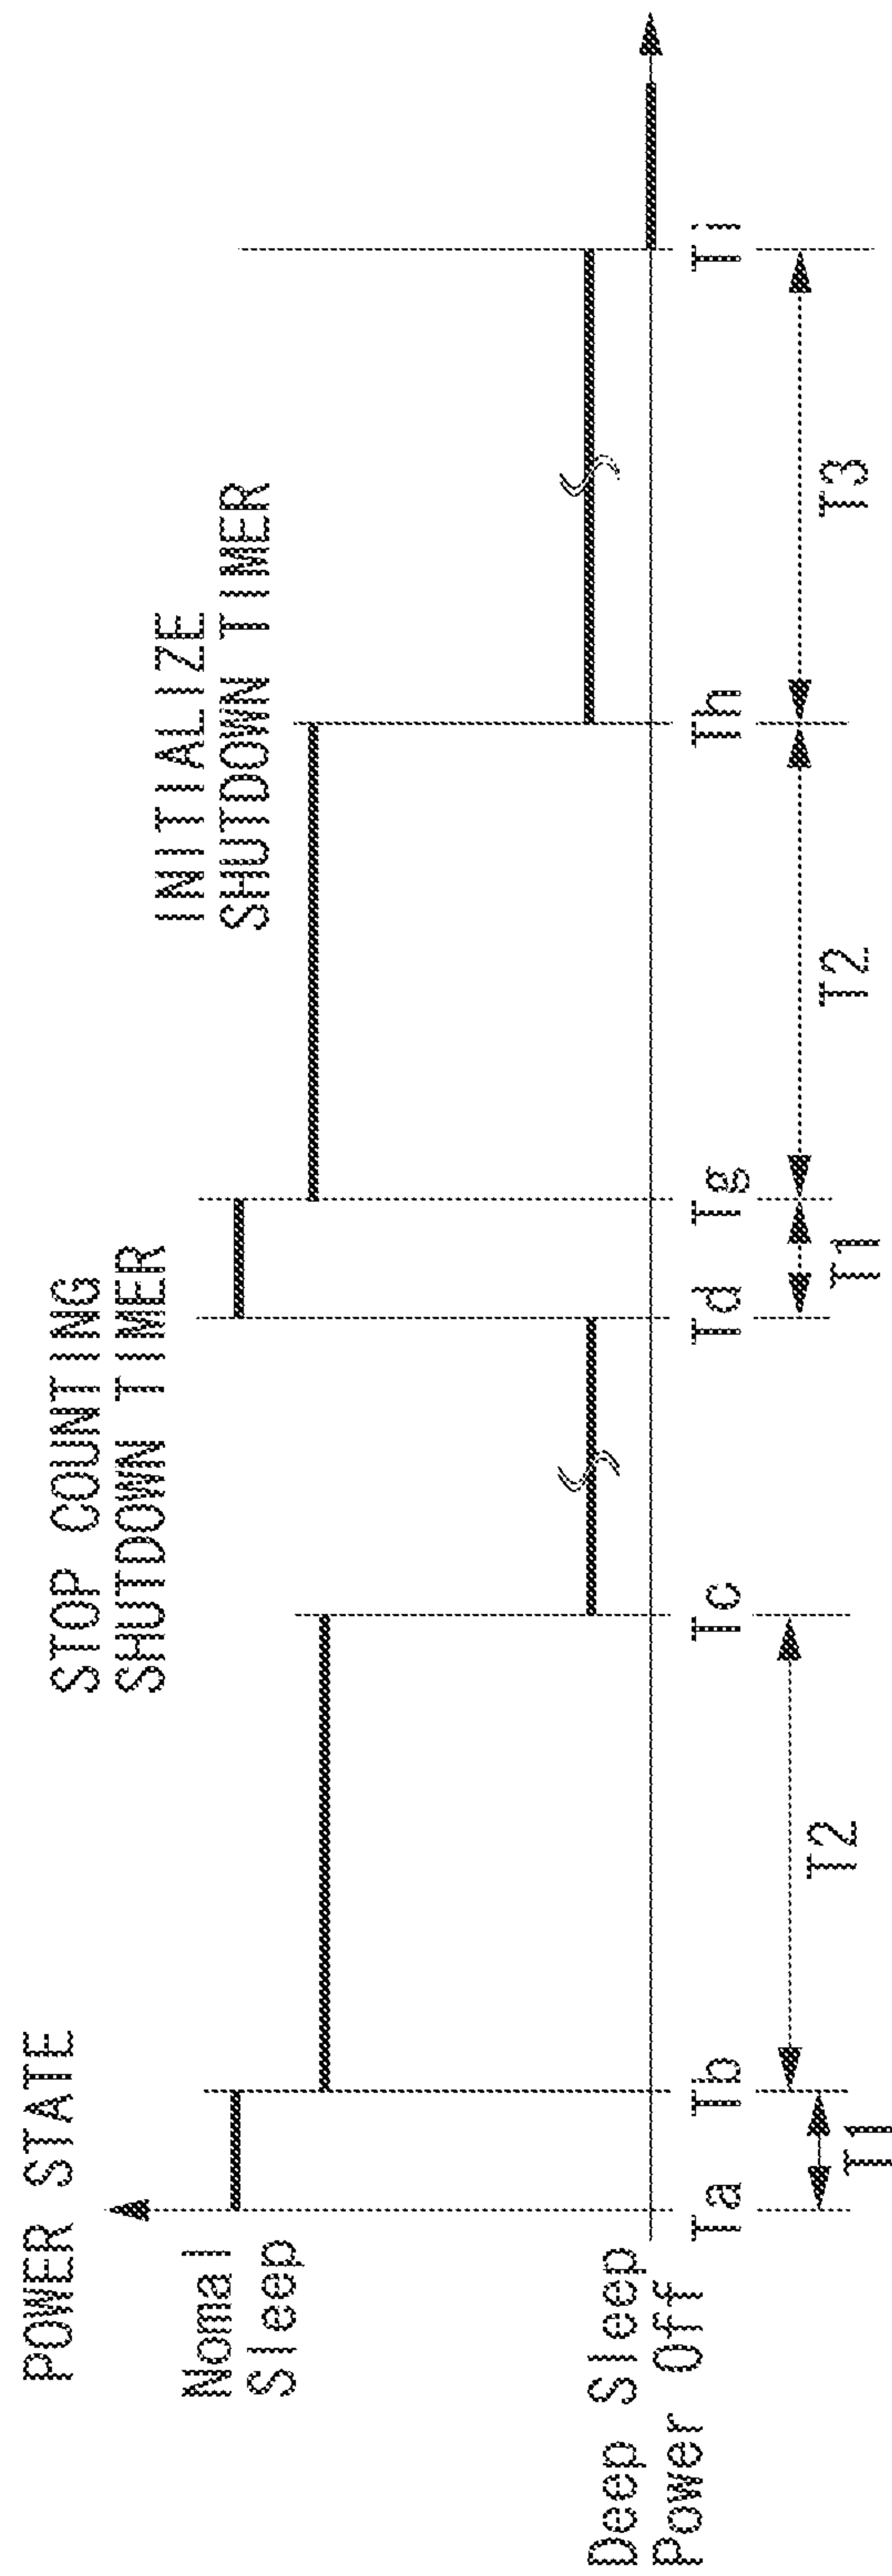 POWER STATE
STOP COUNTING
SHUTDOWN TIMER
INITIALIZE
SHUTDOWN TIMER
Nomal
Sleep
Deep Sleep
Power Off
Ta
Tb
Tc
Td
Tg
Th
Ti
T1
T2
T1
T2
T3